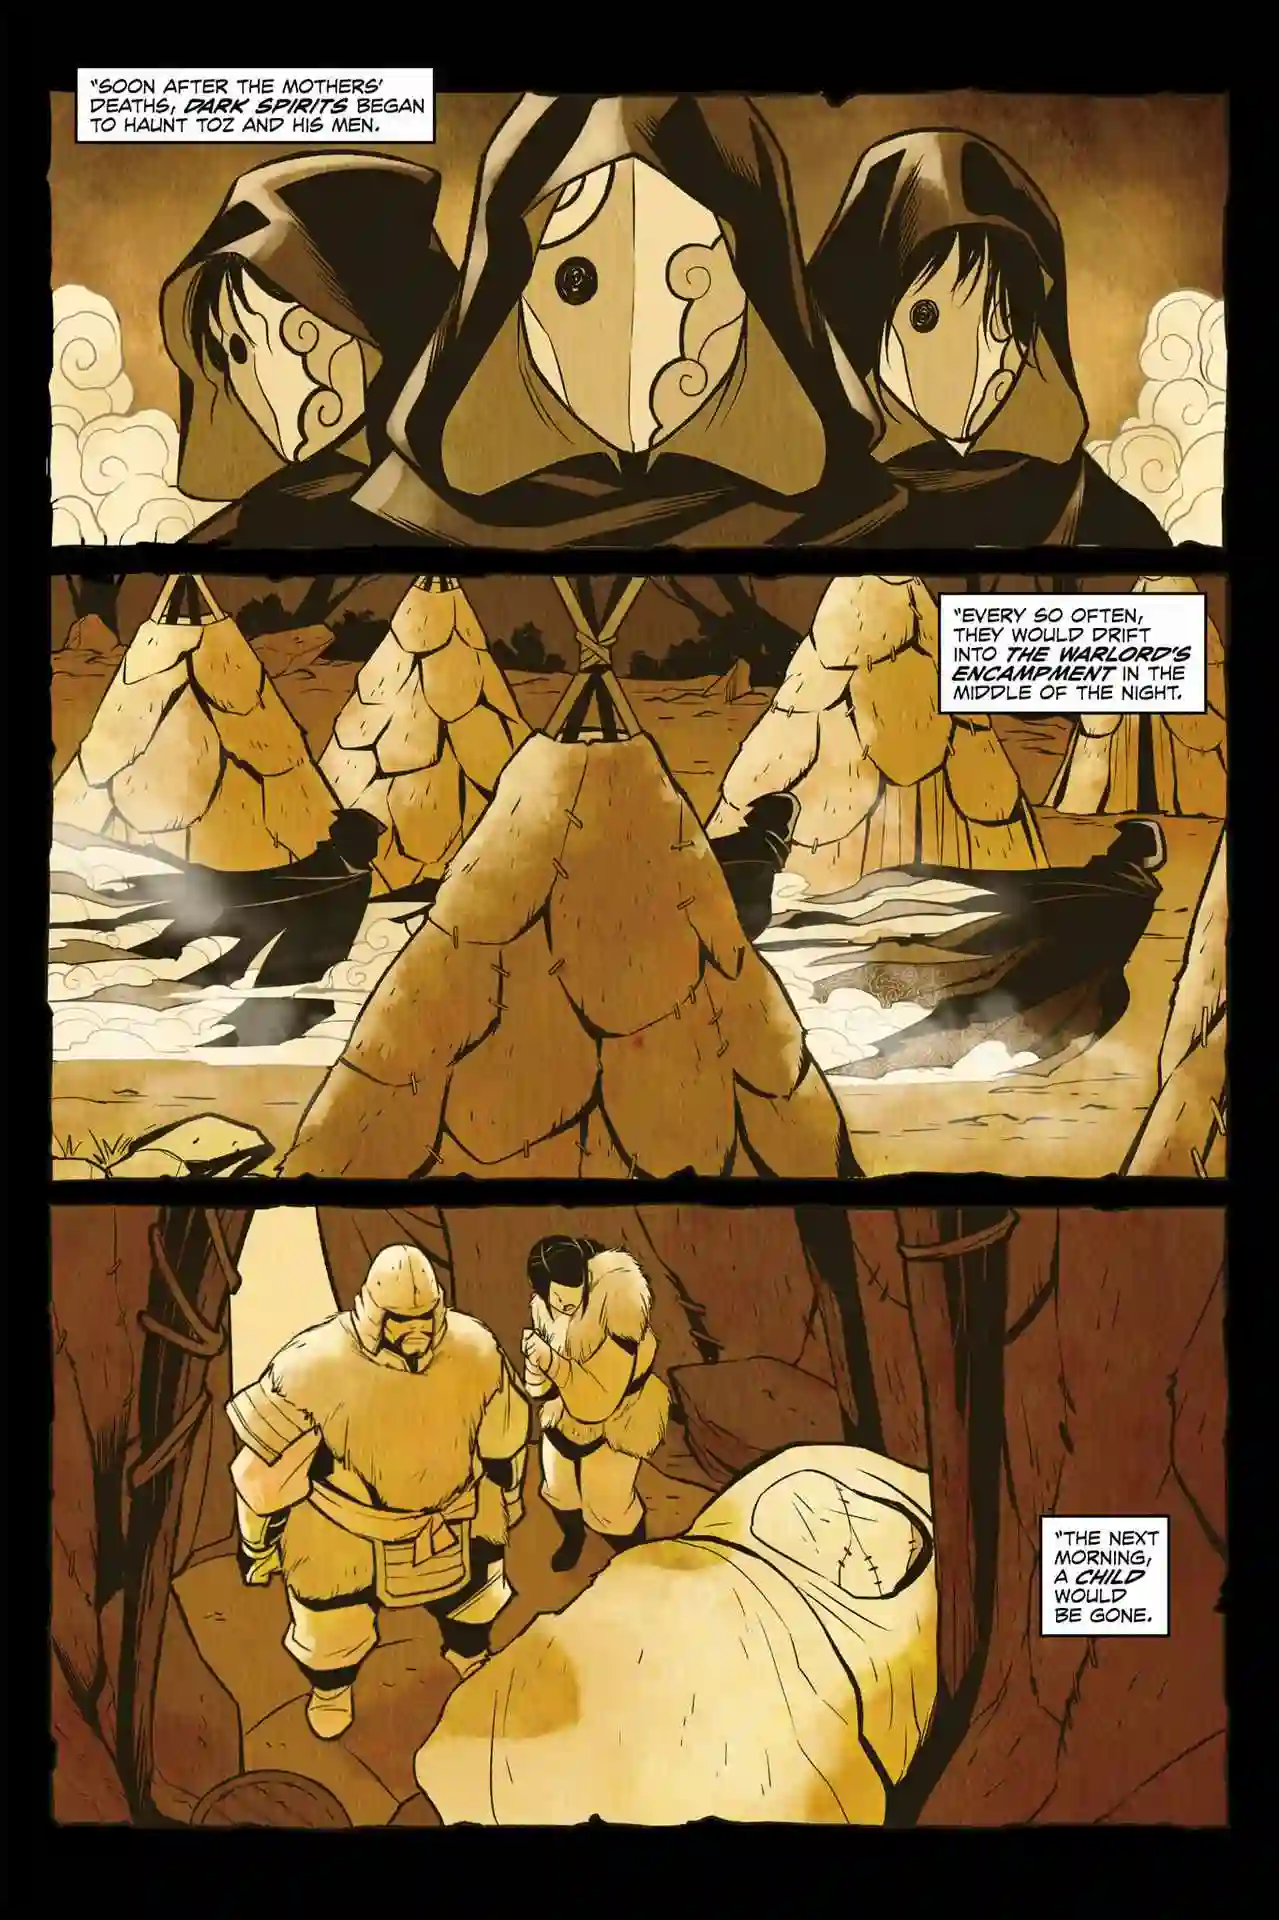 "SOON AFTER THE MOTHERS'
DEATHS, DARK SPIRITS BEGAN
TO HAUNT TOZ AND HIS MEN.
"EVERY SO OFTEN,
THEY WOULD DRIFT
INTO THE WARLORD'S
ENCAMPMENT IN THE
MIDDLE OF THE NIGHT.
"THE NEXT
MORNING,
A CHILD
WOULD
BE GONE.